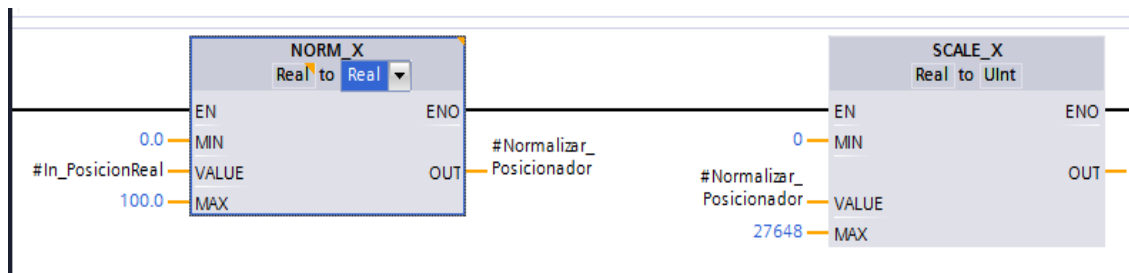 NORM_X
Real to Real
EN
ENO
0.0
MIN
#In_PosicionReal
VALUE
OUT
#Normalizar_
Posicionador
100.0
MAX
SCALE_X
Real to UInt
EN
ENO
0
MIN
OUT
#Normalizar_
Posicionador
VALUE
27648
MAX